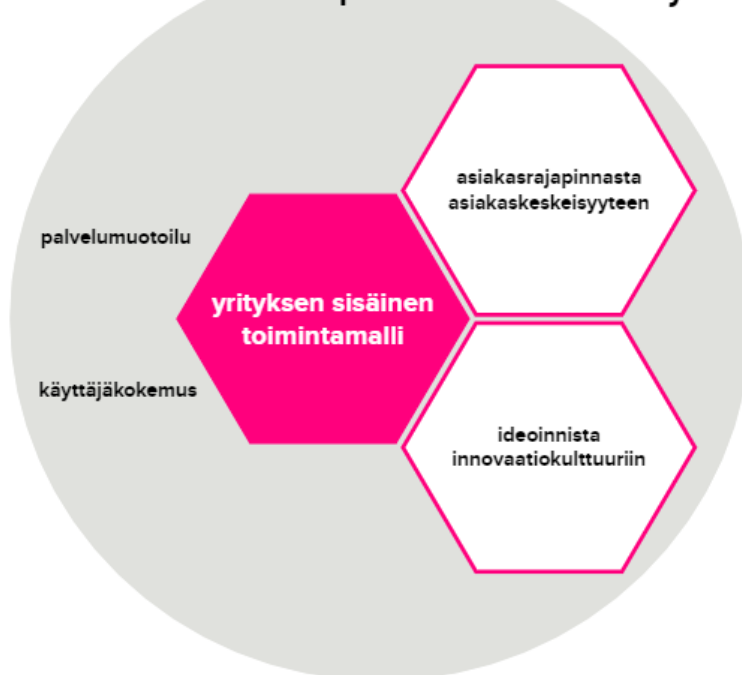 asiakasrajapinnasta
asiakaskeskeisyyteen
palvelumuotoilu
yrityksen sisäinen
toimintamalli
käyttäjäkokemus
ideoinnista
innovaatiokulttuuriin